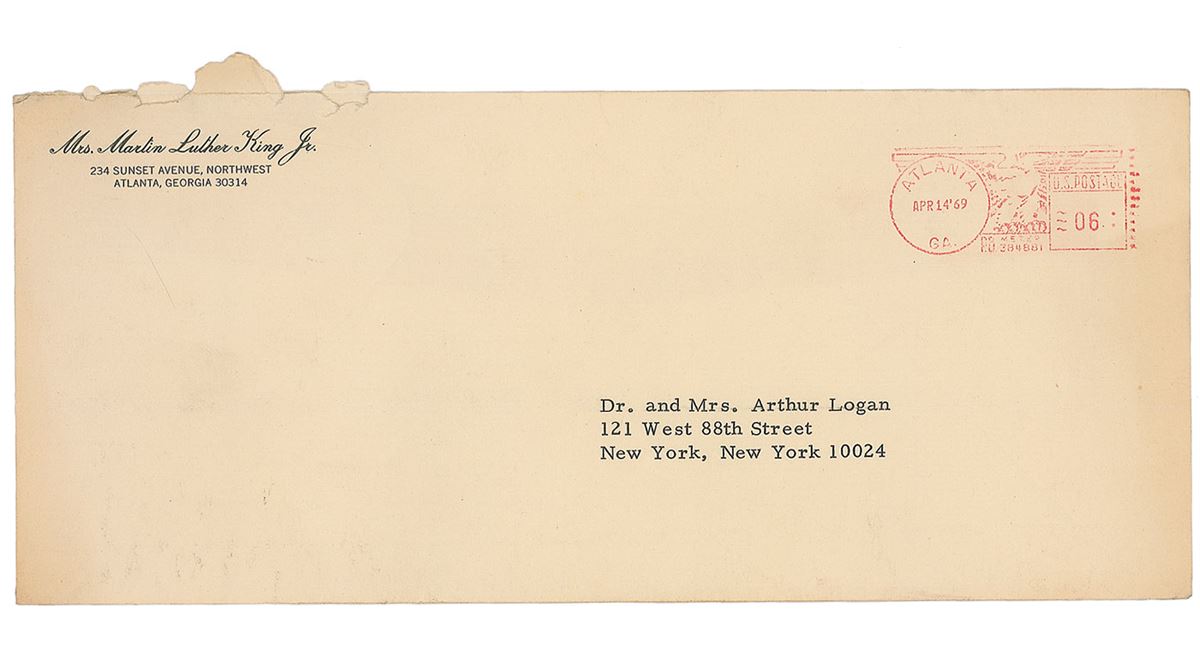 Mrs. Martin Luther King Jr.
234 SUNSET AVENUE, NORTHWEST
ATLANTA, GEORGIA 30314
ATLANTA
APR 14 '69
GA.
U.S. POSTAGE
06
Dr. and Mrs. Arthur Logan
121 West 88th Street
New York, New York 10024